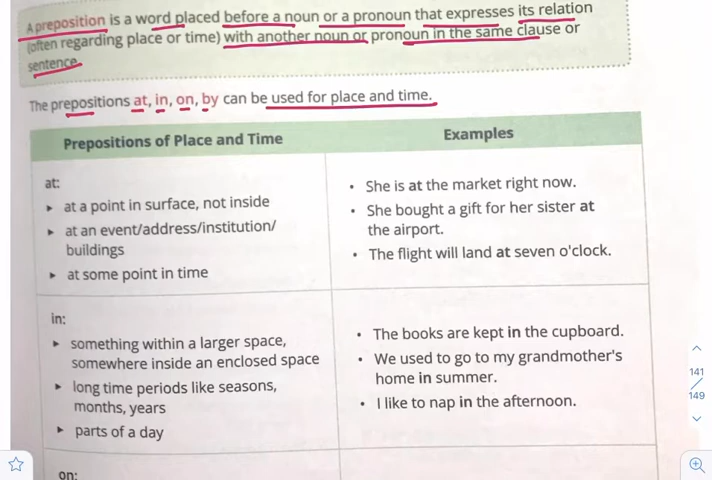 A preposition is a word placed before a noun or a pronoun that expresses its relation
(often regarding place or time) with another noun or pronoun in the same clause or
sentence.
The prepositions at, in, on, by can be used for place and time.
Prepositions of Place and Time
Examples
at:
► at a point in surface, not inside
► at an event/address/institution/
buildings
► at some point in time
• She is at the market right now.
• She bought a gift for her sister at
the airport.
• The flight will land at seven o'clock.
in:
► something within a larger space,
somewhere inside an enclosed space
► long time periods like seasons,
months, years
► parts of a day
• The books are kept in the cupboard.
• We used to go to my grandmother's
home in summer.
• I like to nap in the afternoon.
on:
141
149